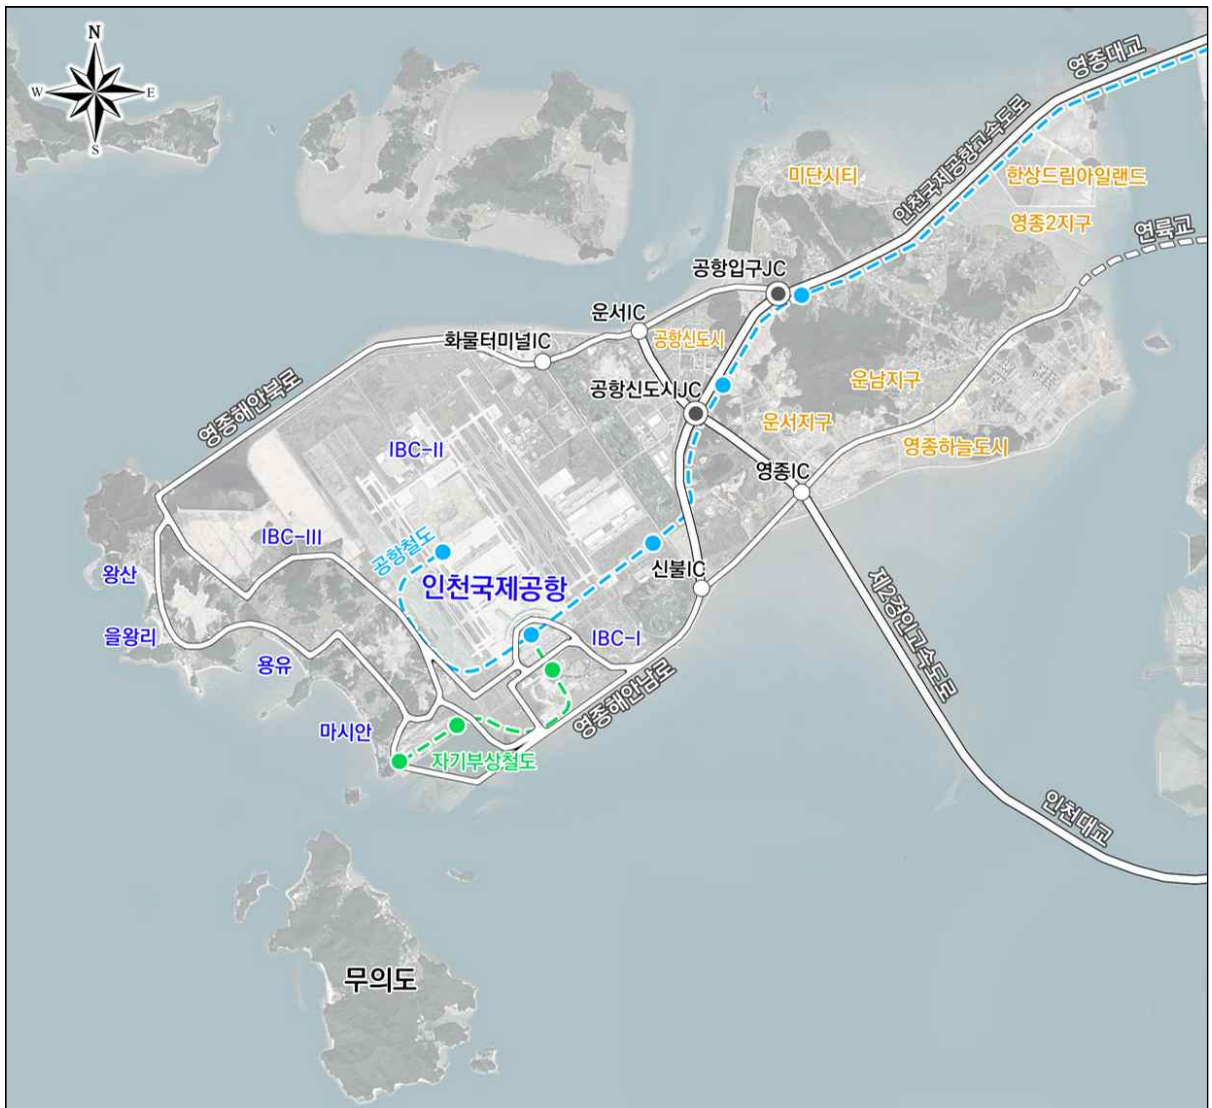 N
W
E
S
영종대교
인천국제공항고속도로
미단시티
한상드림아일랜드
영종2지구
연륙교
공항입구JC
운서IC
공항신도시
화물터미널IC
공항신도시JC
운남지구
운서지구
영종하늘도시
영종해안북로
IBC-II
영종IC
IBC-III
공항철도
인천국제공항
신불IC
왕산
을왕리
용유
IBC-I
제2경인고수도로
마시안
영종해안남로
자기부상철도
인천대교
무의도